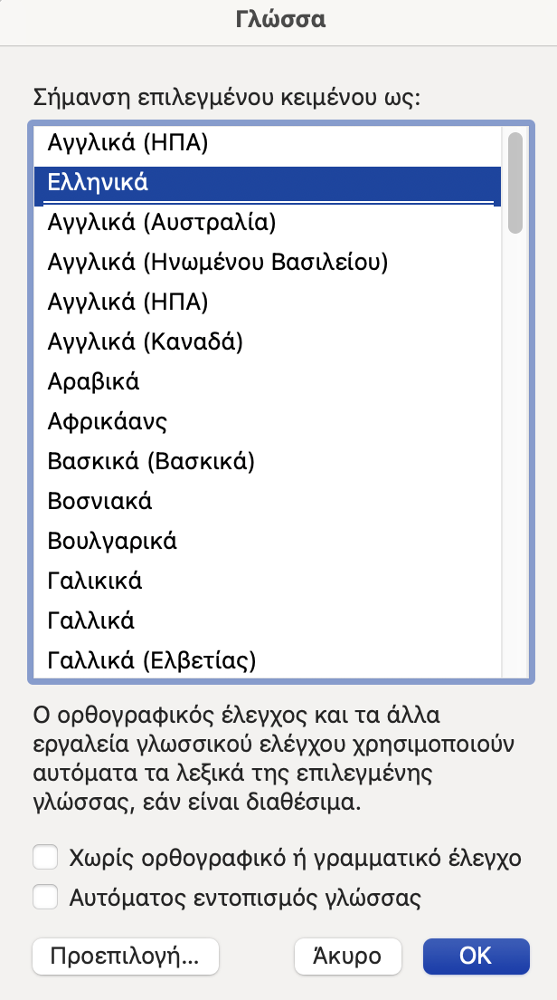 Γλώσσα
Σήμανση επιλεγμένου κειμένου ως:
Αγγλικά (ΗΠΑ)
Ελληνικά
Αγγλικά (Αυστραλία)
Αγγλικά (Ηνωμένου Βασιλείου)
Αγγλικά (ΗΠΑ)
Αγγλικά (Καναδά)
Αραβικά
Αφρικάανς
Βασκικά (Βασκικά)
Βοσνιακά
Βουλγαρικά
Γαλικικά
Γαλλικά
Γαλλικά (Ελβετίας)
Ο ορθογραφικός έλεγχος και τα άλλα
εργαλεία γλωσσικού ελέγχου χρησιμοποιούν
αυτόματα τα λεξικά της επιλεγμένης
γλώσσας, εάν είναι διαθέσιμα.
Χωρίς ορθογραφικό ή γραμματικό έλεγχο
Αυτόματος εντοπισμός γλώσσας
Προεπιλογή... Άκυρο OK